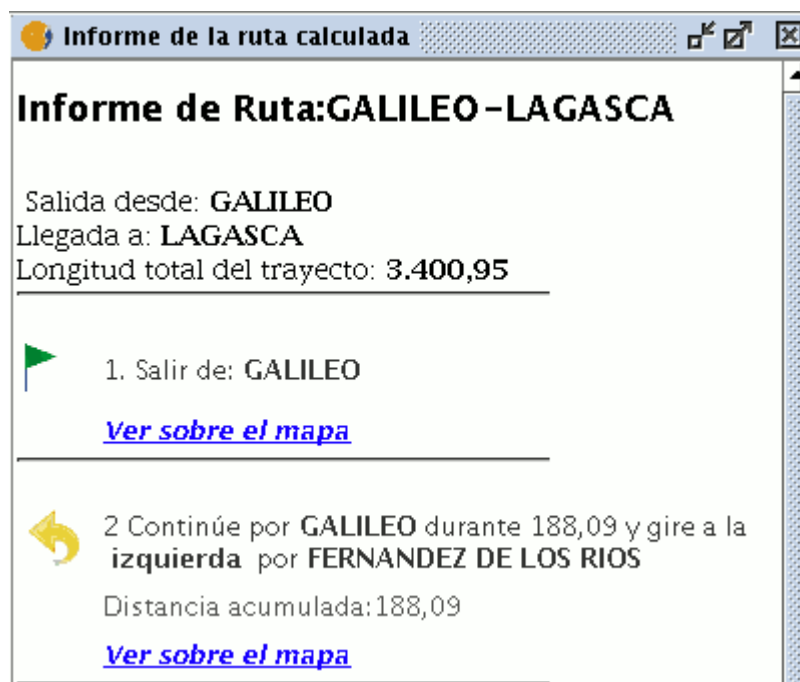 Informe de la ruta calculada
Informe de Ruta:GALILEO-LAGASCA
Salida desde: GALILEO
Llegada a: LAGASCA
Longitud total del trayecto: 3.400,95
1. Salir de: GALILEO
Ver sobre el mapa
2 Continúe por GALILEO durante 188,09 y gire a la
izquierda por FERNANDEZ DE LOS RIOS
Distancia acumulada:188,09
Ver sobre el mapa